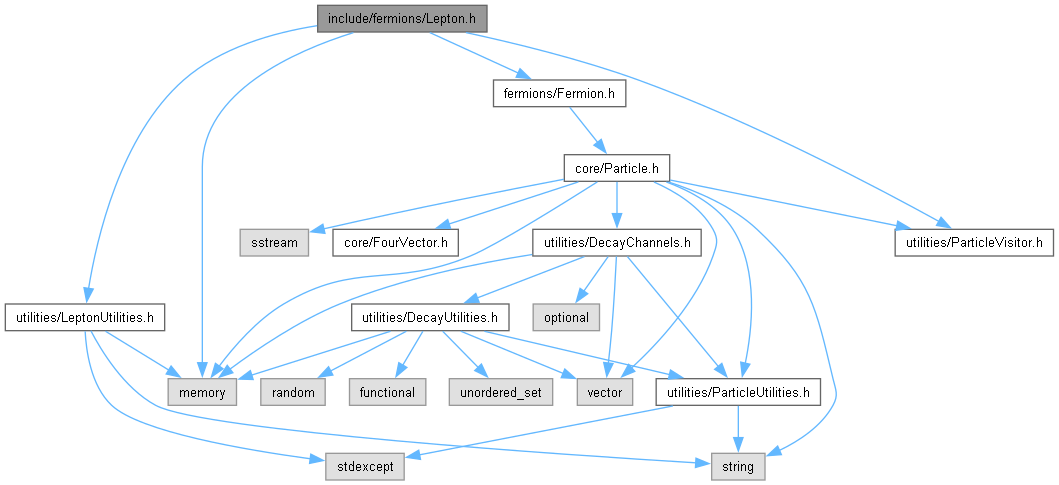 include/fermions/Lepton.h
fermions/Fermion.h
core/Particle.h
sstream
core/FourVector.h
utilities/DecayChannels.h
utilities/ParticleVisitor.h
utilities/LeptonUtilities.h
utilities/DecayUtilities.h
optional
memory
random
functional
unordered_set
vector
utilities/ParticleUtilities.h
stdexcept
string